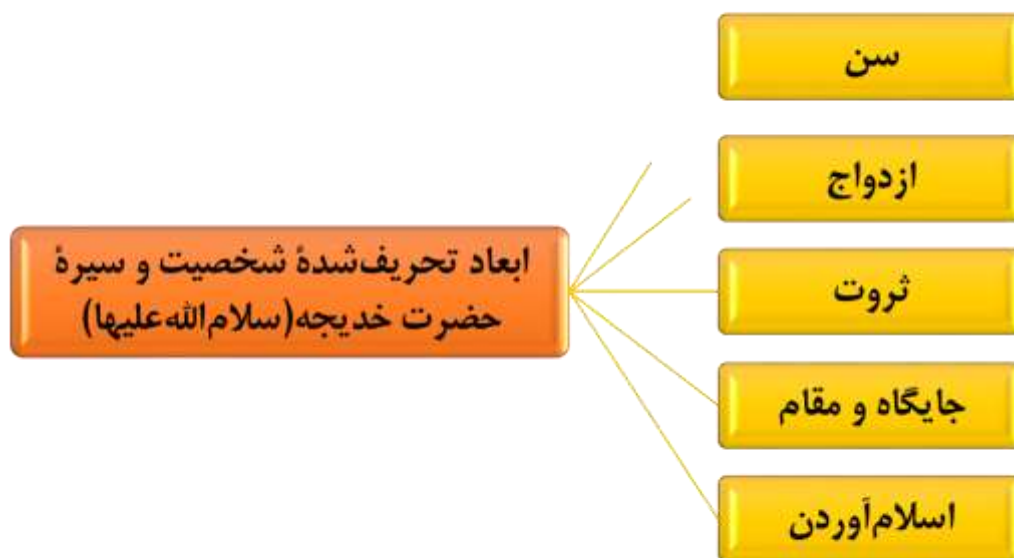 سن
ازدواج
ابعاد تحریف‌شدهٔ شخصیت و سیرهٔ
حضرت خدیجه(سلام‌الله‌علیها)
ثروت
جایگاه و مقام
اسلام‌آوردن